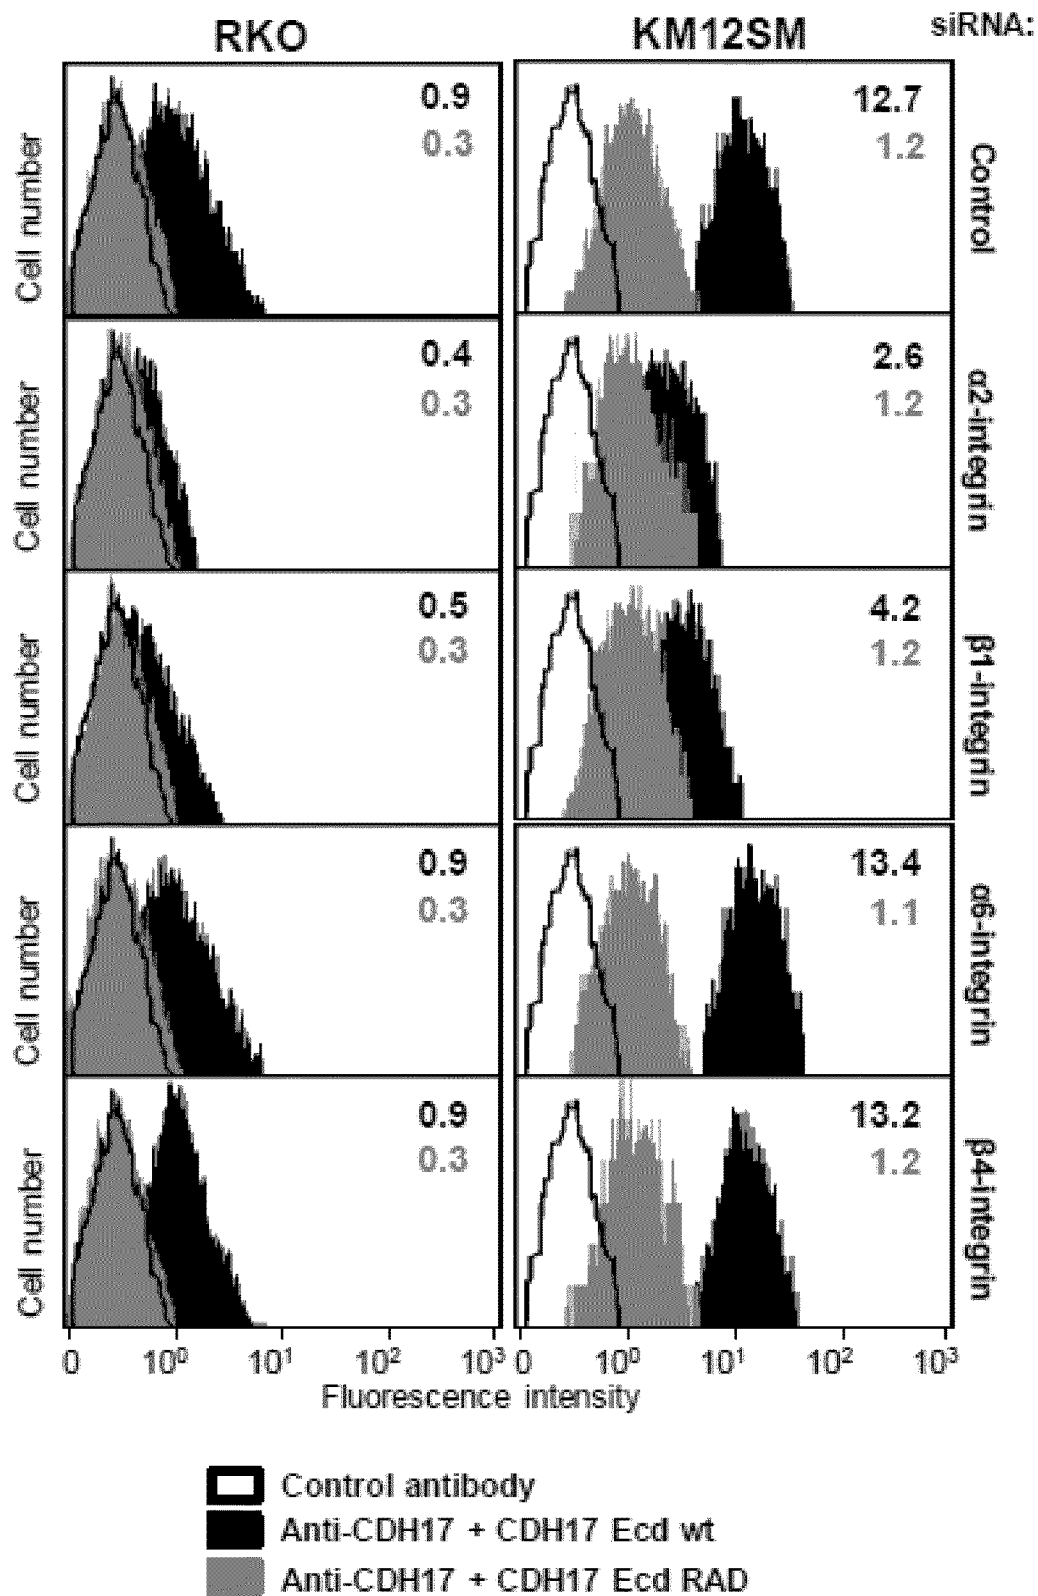 RKO KM12SM siRNA:
Cell number 0.9 0.3 12.7 1.2 Control
Cell number 0.4 0.3 2.6 1.2 α2-integrin
Cell number 0.5 0.3 4.2 1.2 β1-integrin
Cell number 0.9 0.3 13.4 1.1 α6-integrin
Cell number 0.9 0.3 13.2 1.2 β4-integrin
0 10⁰ 10¹ 10² 10³ 0 10⁰ 10¹ 10² 10³
Fluorescence intensity
Control antibody
Anti-CDH17 + CDH17 Ecd wt
Anti-CDH17 + CDH17 Ecd RAD